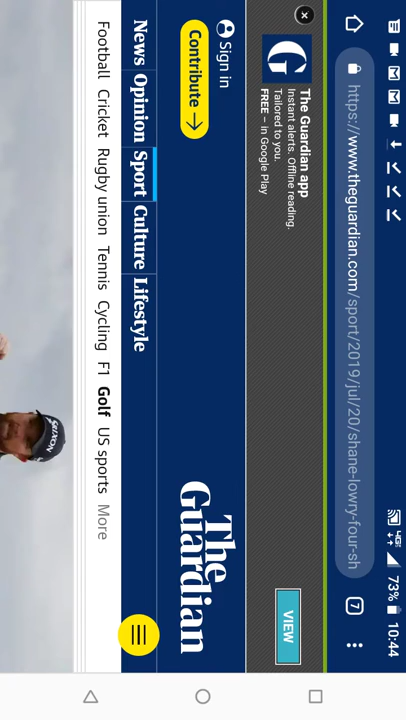 10:44
73%
4GE
https://www.theguardian.com/sport/2019/jul/20/shane-lowry-four-sh
7
The Guardian app
Instant alerts. Offline reading.
Tailored to you.
FREE – in Google Play
VIEW
Sign in
Contribute →
The
Guardian
News Opinion Sport Culture Lifestyle
Football Cricket Rugby union Tennis Cycling F1 Golf US sports More
SRIXON